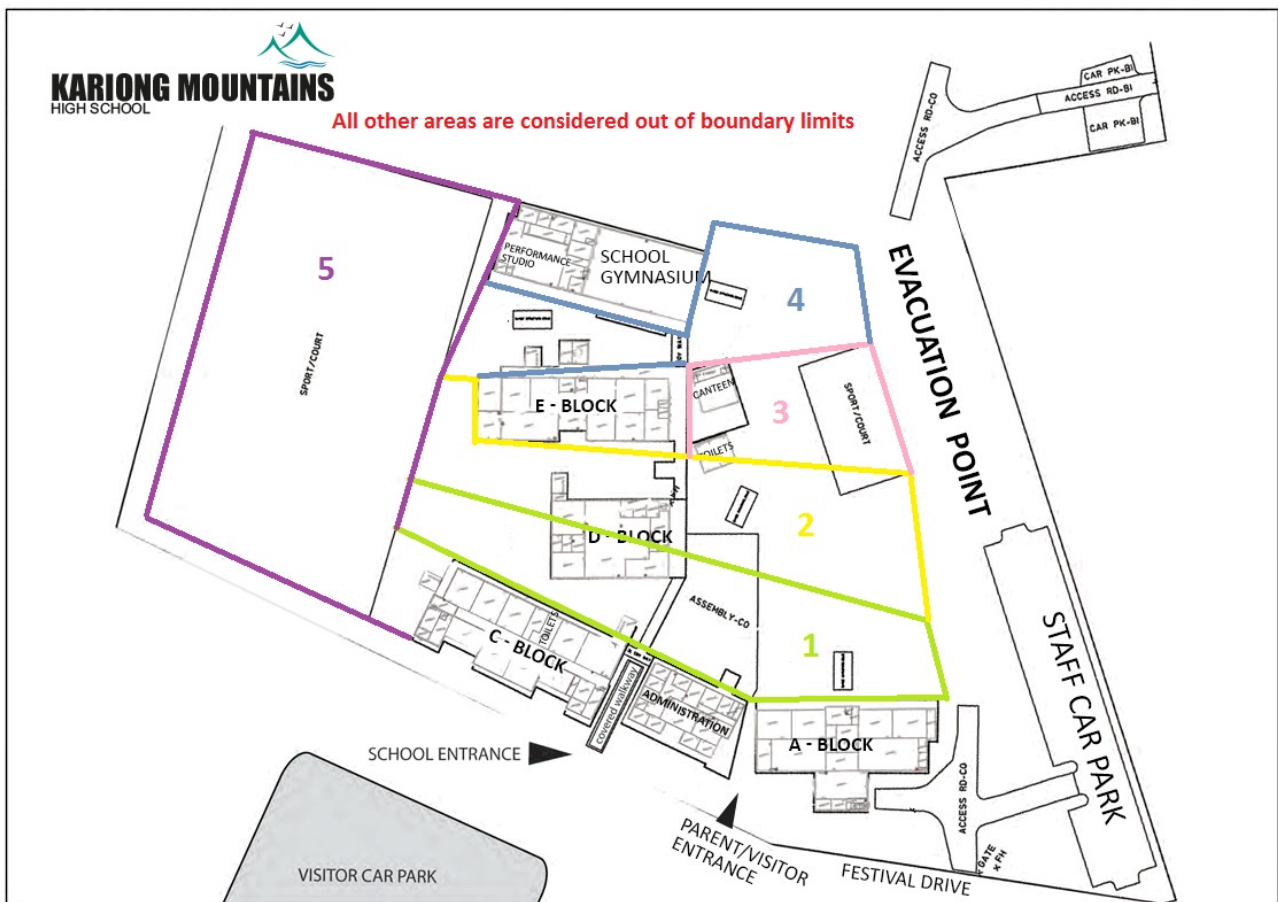 KARIONG MOUNTAINS
HIGH SCHOOL
All other areas are considered out of boundary limits
CAR PK-BI
ACCESS RD-BI
CAR PK-BI
ACCESS RD-CO
5
SPORT/COURT
PERFORMANCE
STUDIO
SCHOOL
GYMNASIUM
4
EVACUATION POINT
E - BLOCK
CANTEEN
3
SPORT/COURT
TOILETS
2
D - BLOCK
ASSEMBLY-CO
1
TOILETS
C - BLOCK
covered walkway
ADMINISTRATION
A - BLOCK
STAFF CAR PARK
SCHOOL ENTRANCE
ACCESS RD-CO
PARENT/VISITOR
ENTRANCE
GATE
X FH
FESTIVAL DRIVE
VISITOR CAR PARK